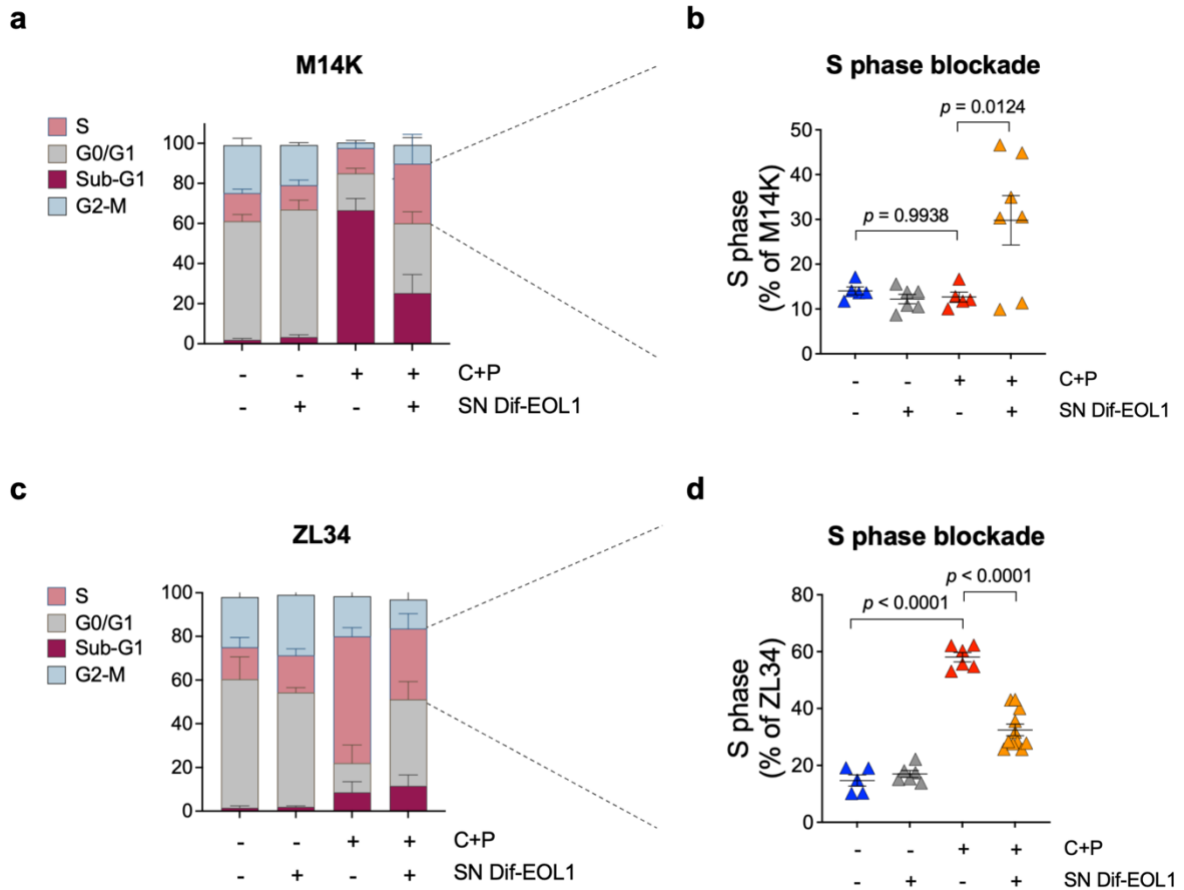 a
M14K
S
G0/G1
Sub-G1
G2-M
100
80
60
40
20
0
- - + + C+P
- + - + SN Dif-EOL1
b
S phase blockade
p = 0.0124
p = 0.9938
S phase
(% of M14K)
50
40
30
20
10
0
- - + + C+P
- + - + SN Dif-EOL1
c
ZL34
S
G0/G1
Sub-G1
G2-M
100
80
60
40
20
0
- - + + C+P
- + - + SN Dif-EOL1
d
S phase blockade
p < 0.0001
p < 0.0001
S phase
(% of ZL34)
80
60
40
20
0
- - + + C+P
- + - + SN Dif-EOL1